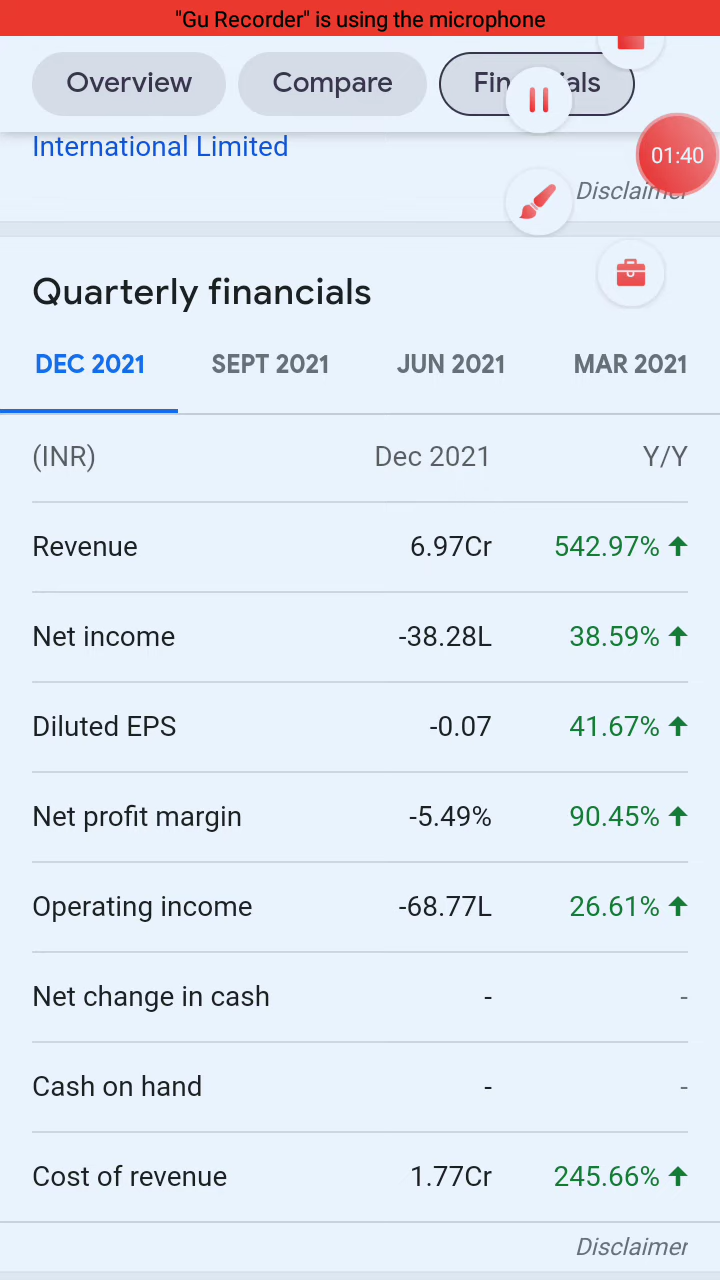 "Gu Recorder" is using the microphone
Overview Compare Fin als
International Limited
01:40
Disclaimer
Quarterly financials
DEC 2021 SEPT 2021 JUN 2021 MAR 2021
(INR) Dec 2021 Y/Y
Revenue 6.97Cr 542.97%
Net income -38.28L 38.59%
Diluted EPS -0.07 41.67%
Net profit margin -5.49% 90.45%
Operating income -68.77L 26.61%
Net change in cash - -
Cash on hand - -
Cost of revenue 1.77Cr 245.66%
Disclaimer